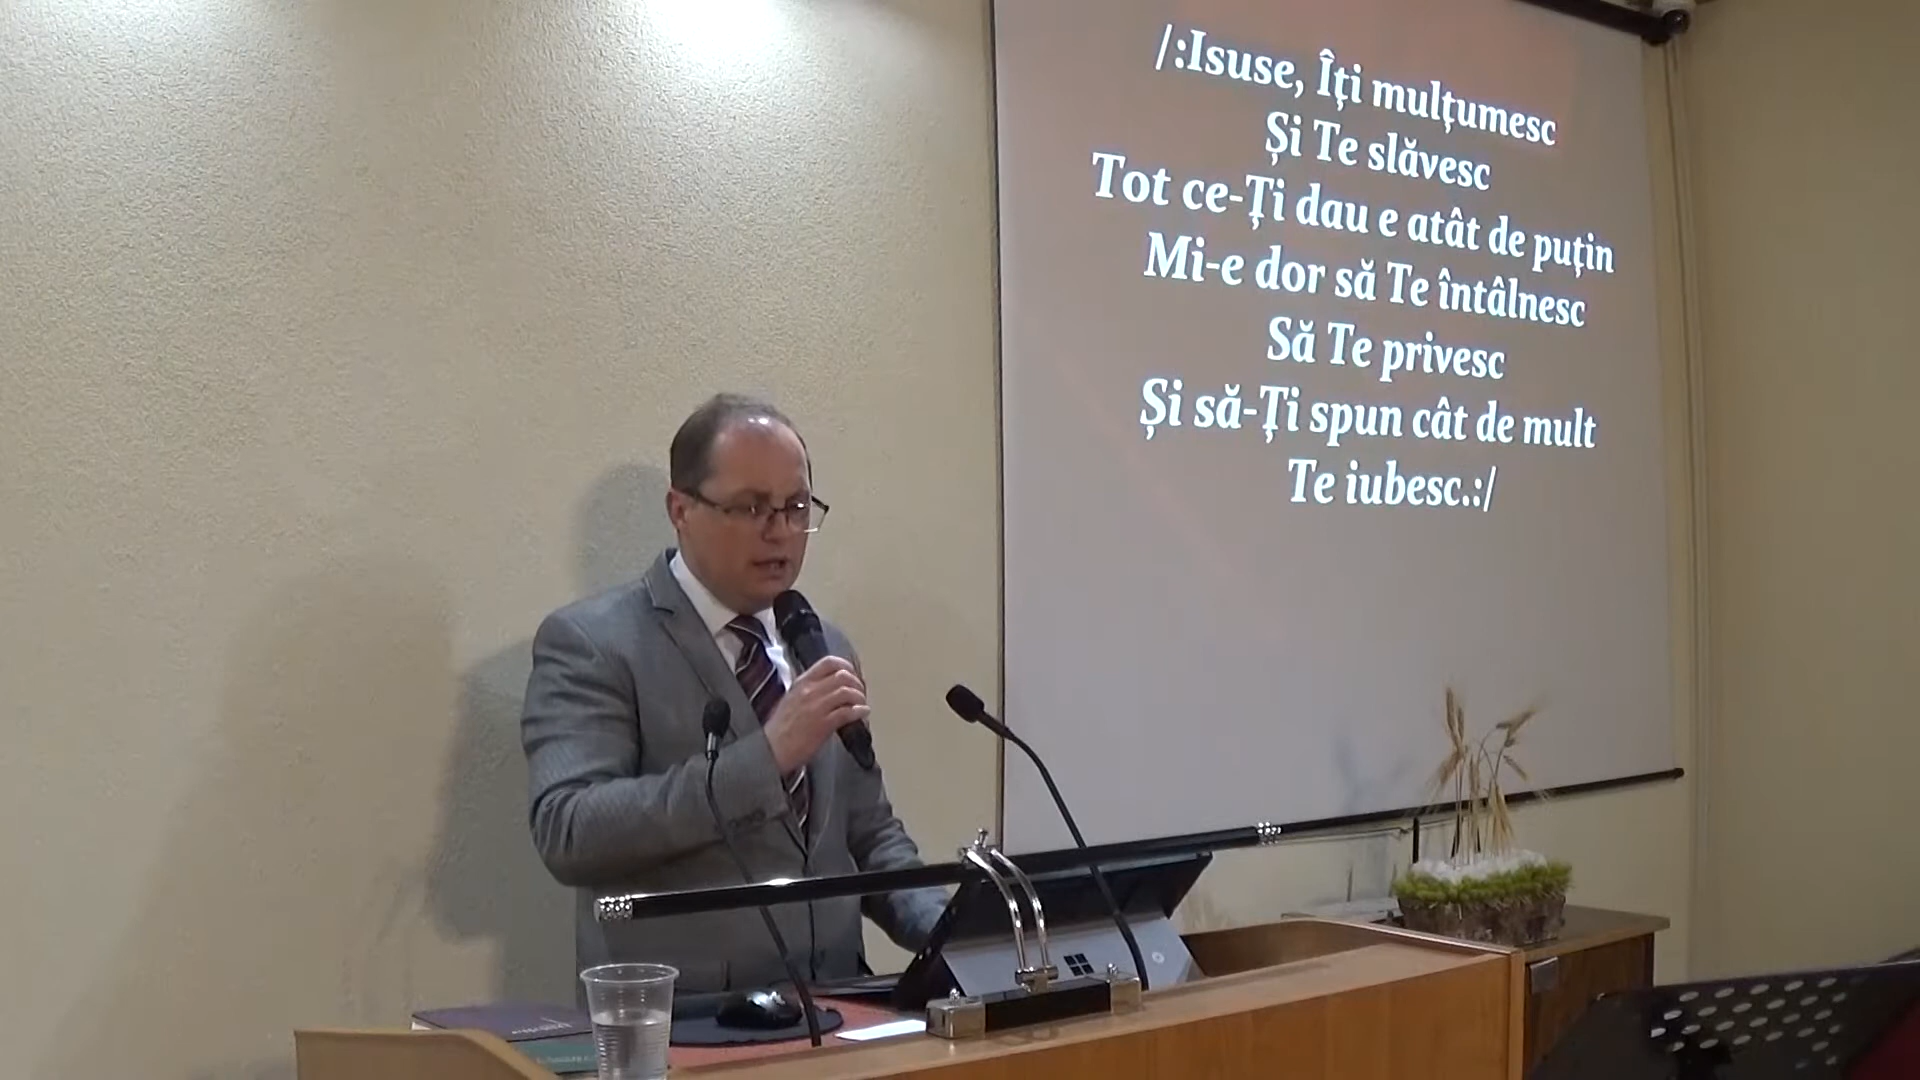 /:Isuse, Îți mulțumesc
Și Te slăvesc
Tot ce-Ți dau e atât de puțin
Mi-e dor să Te întâlnesc
Să Te privesc
Și să-Ți spun cât de mult
Te iubesc.:/